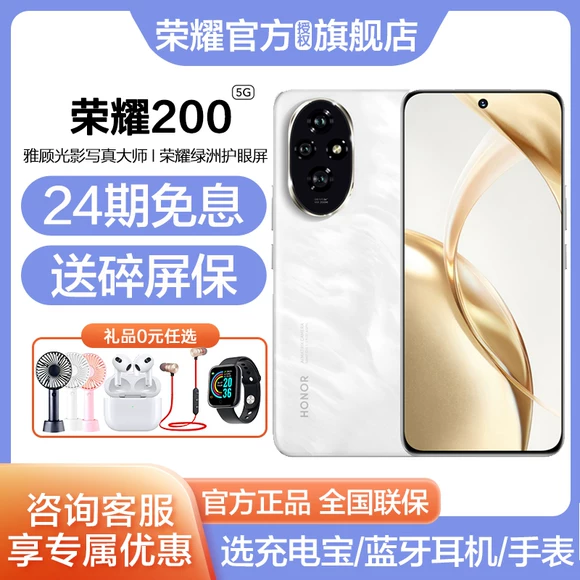 荣耀官方授权旗舰店
5G
荣耀200
雅顾光影写真大师 | 荣耀绿洲护眼屏
24期免息
送碎屏保
礼品0元任选
HONOR
咨询客服
享专属优惠
官方正品 全国联保
选充电宝/蓝牙耳机/手表